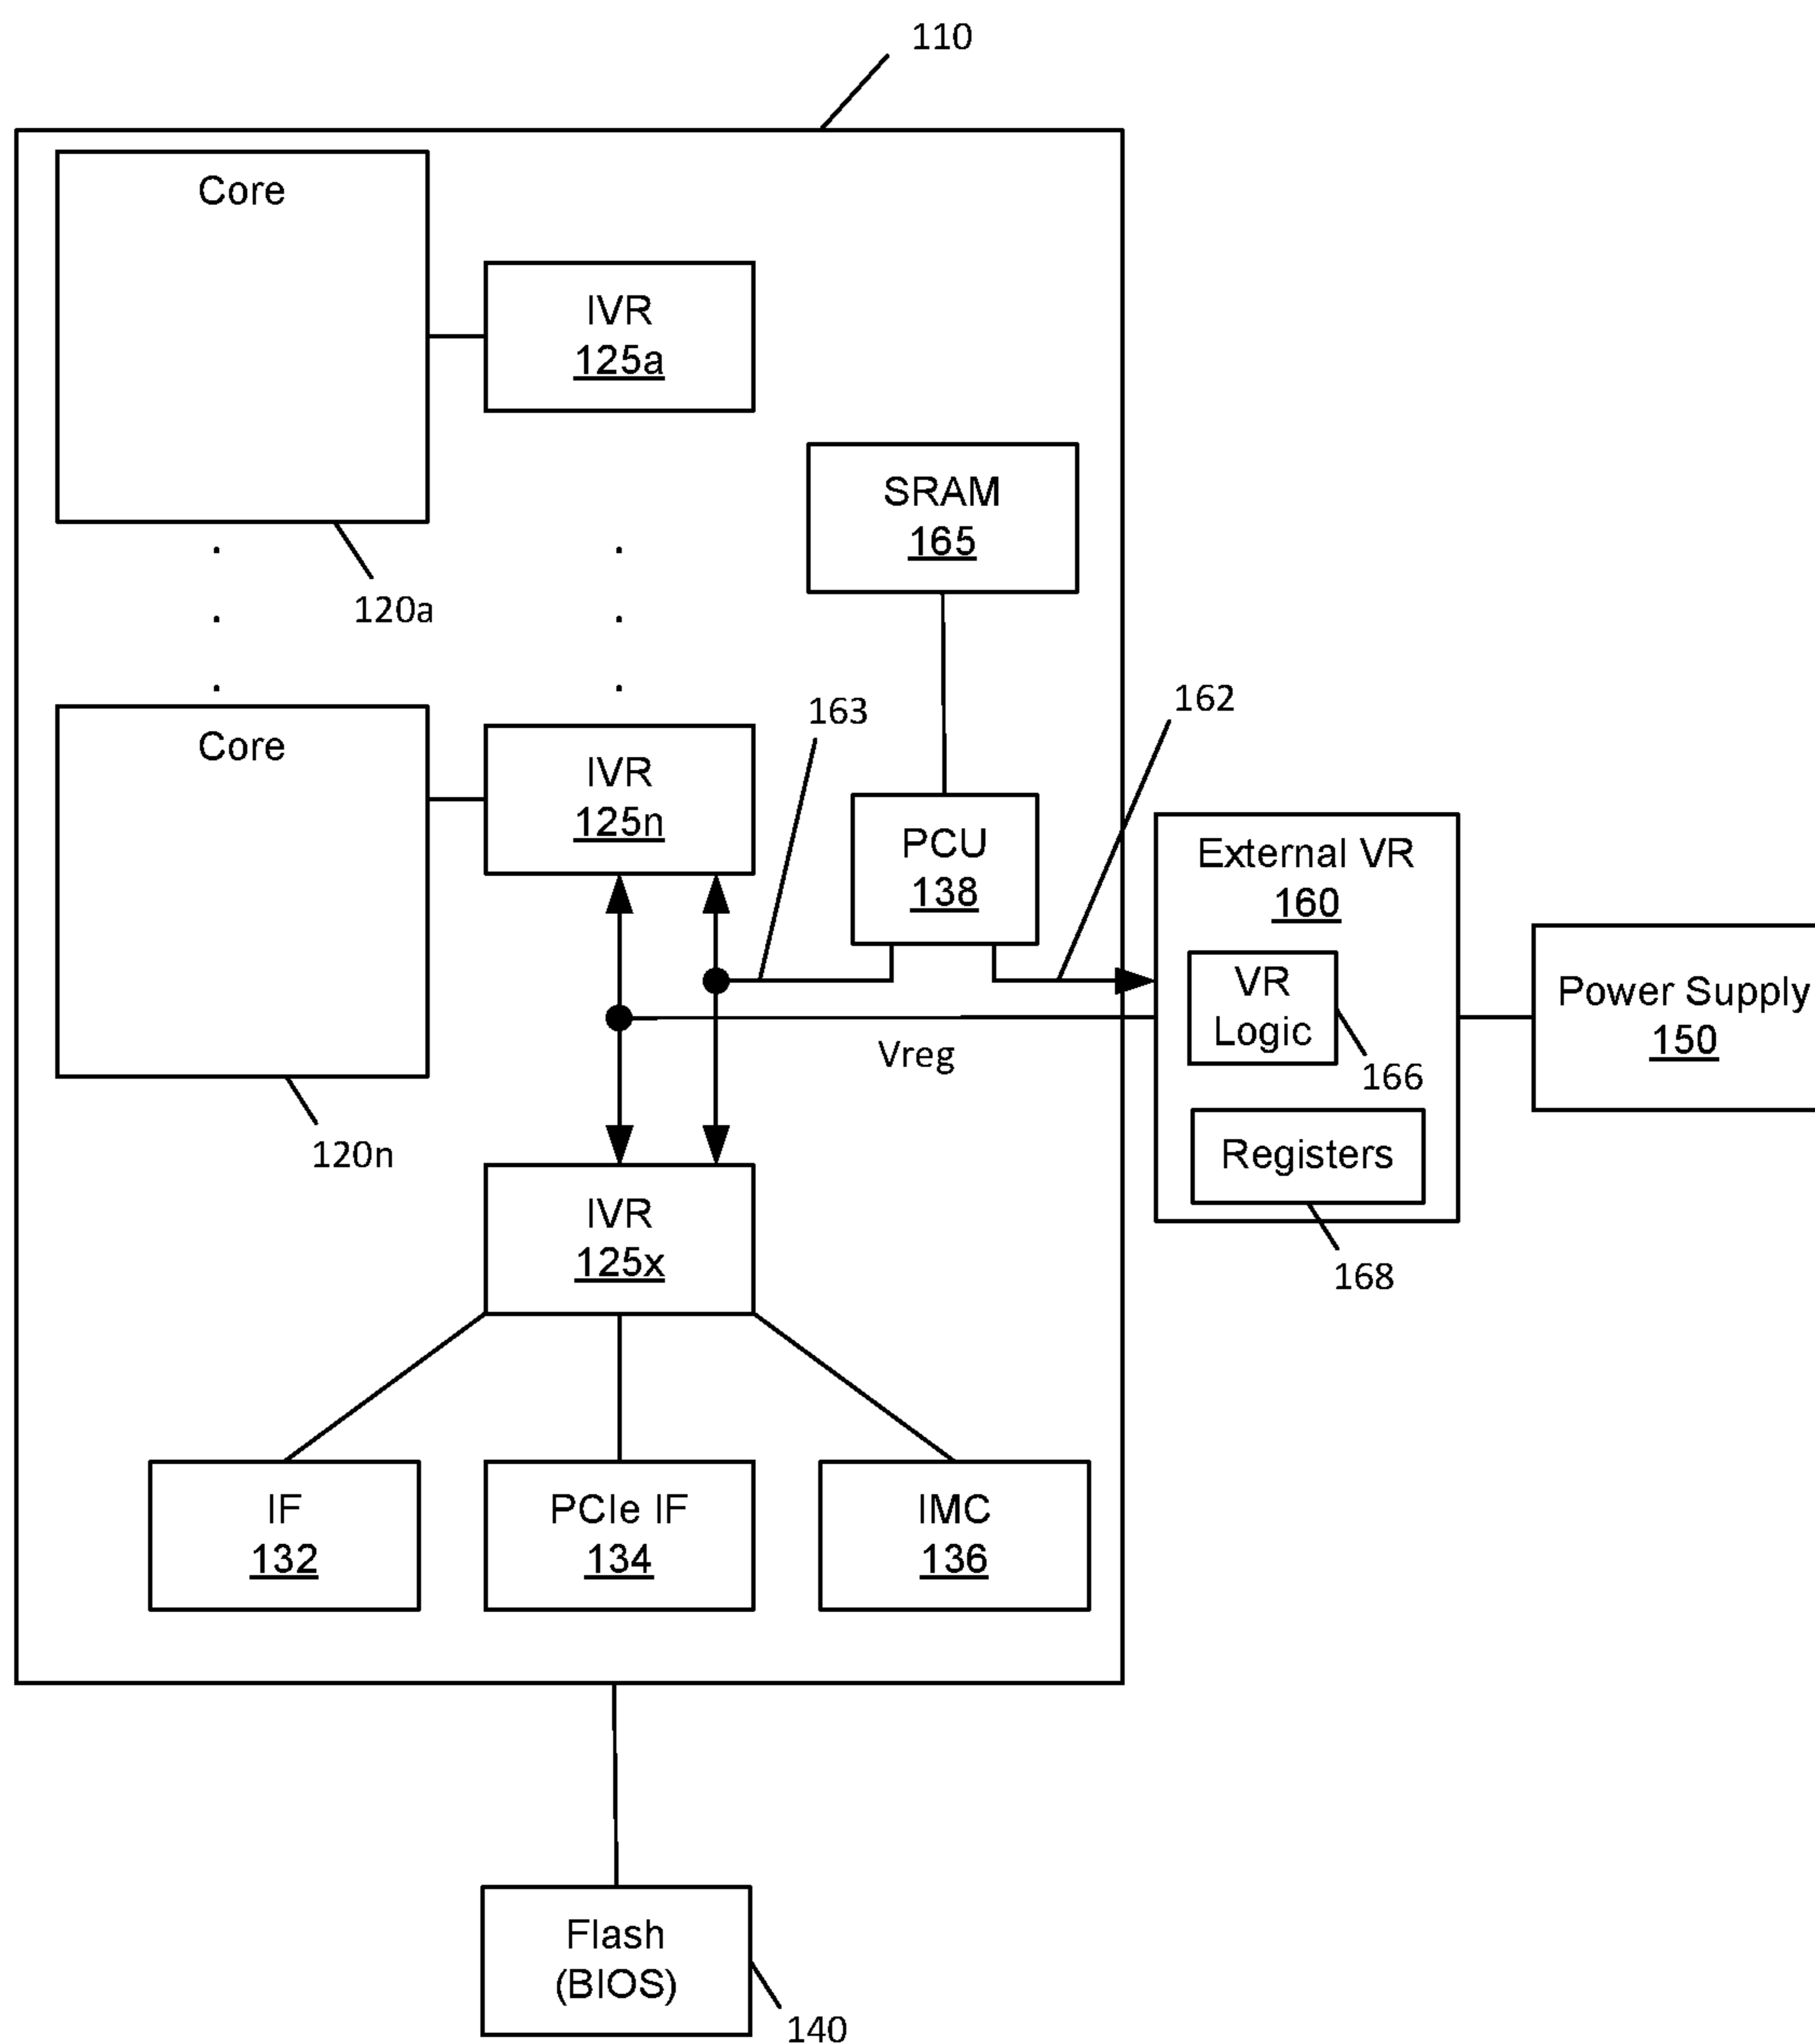 110
Core
IVR
125a
SRAM
165
120a
163
162
Core
IVR
125n
PCU
138
External VR
160
VR
Logic
166
Power Supply
150
Vreg
Registers
120n
168
IVR
125x
IF
132
PCIe IF
134
IMC
136
Flash
(BIOS)
140